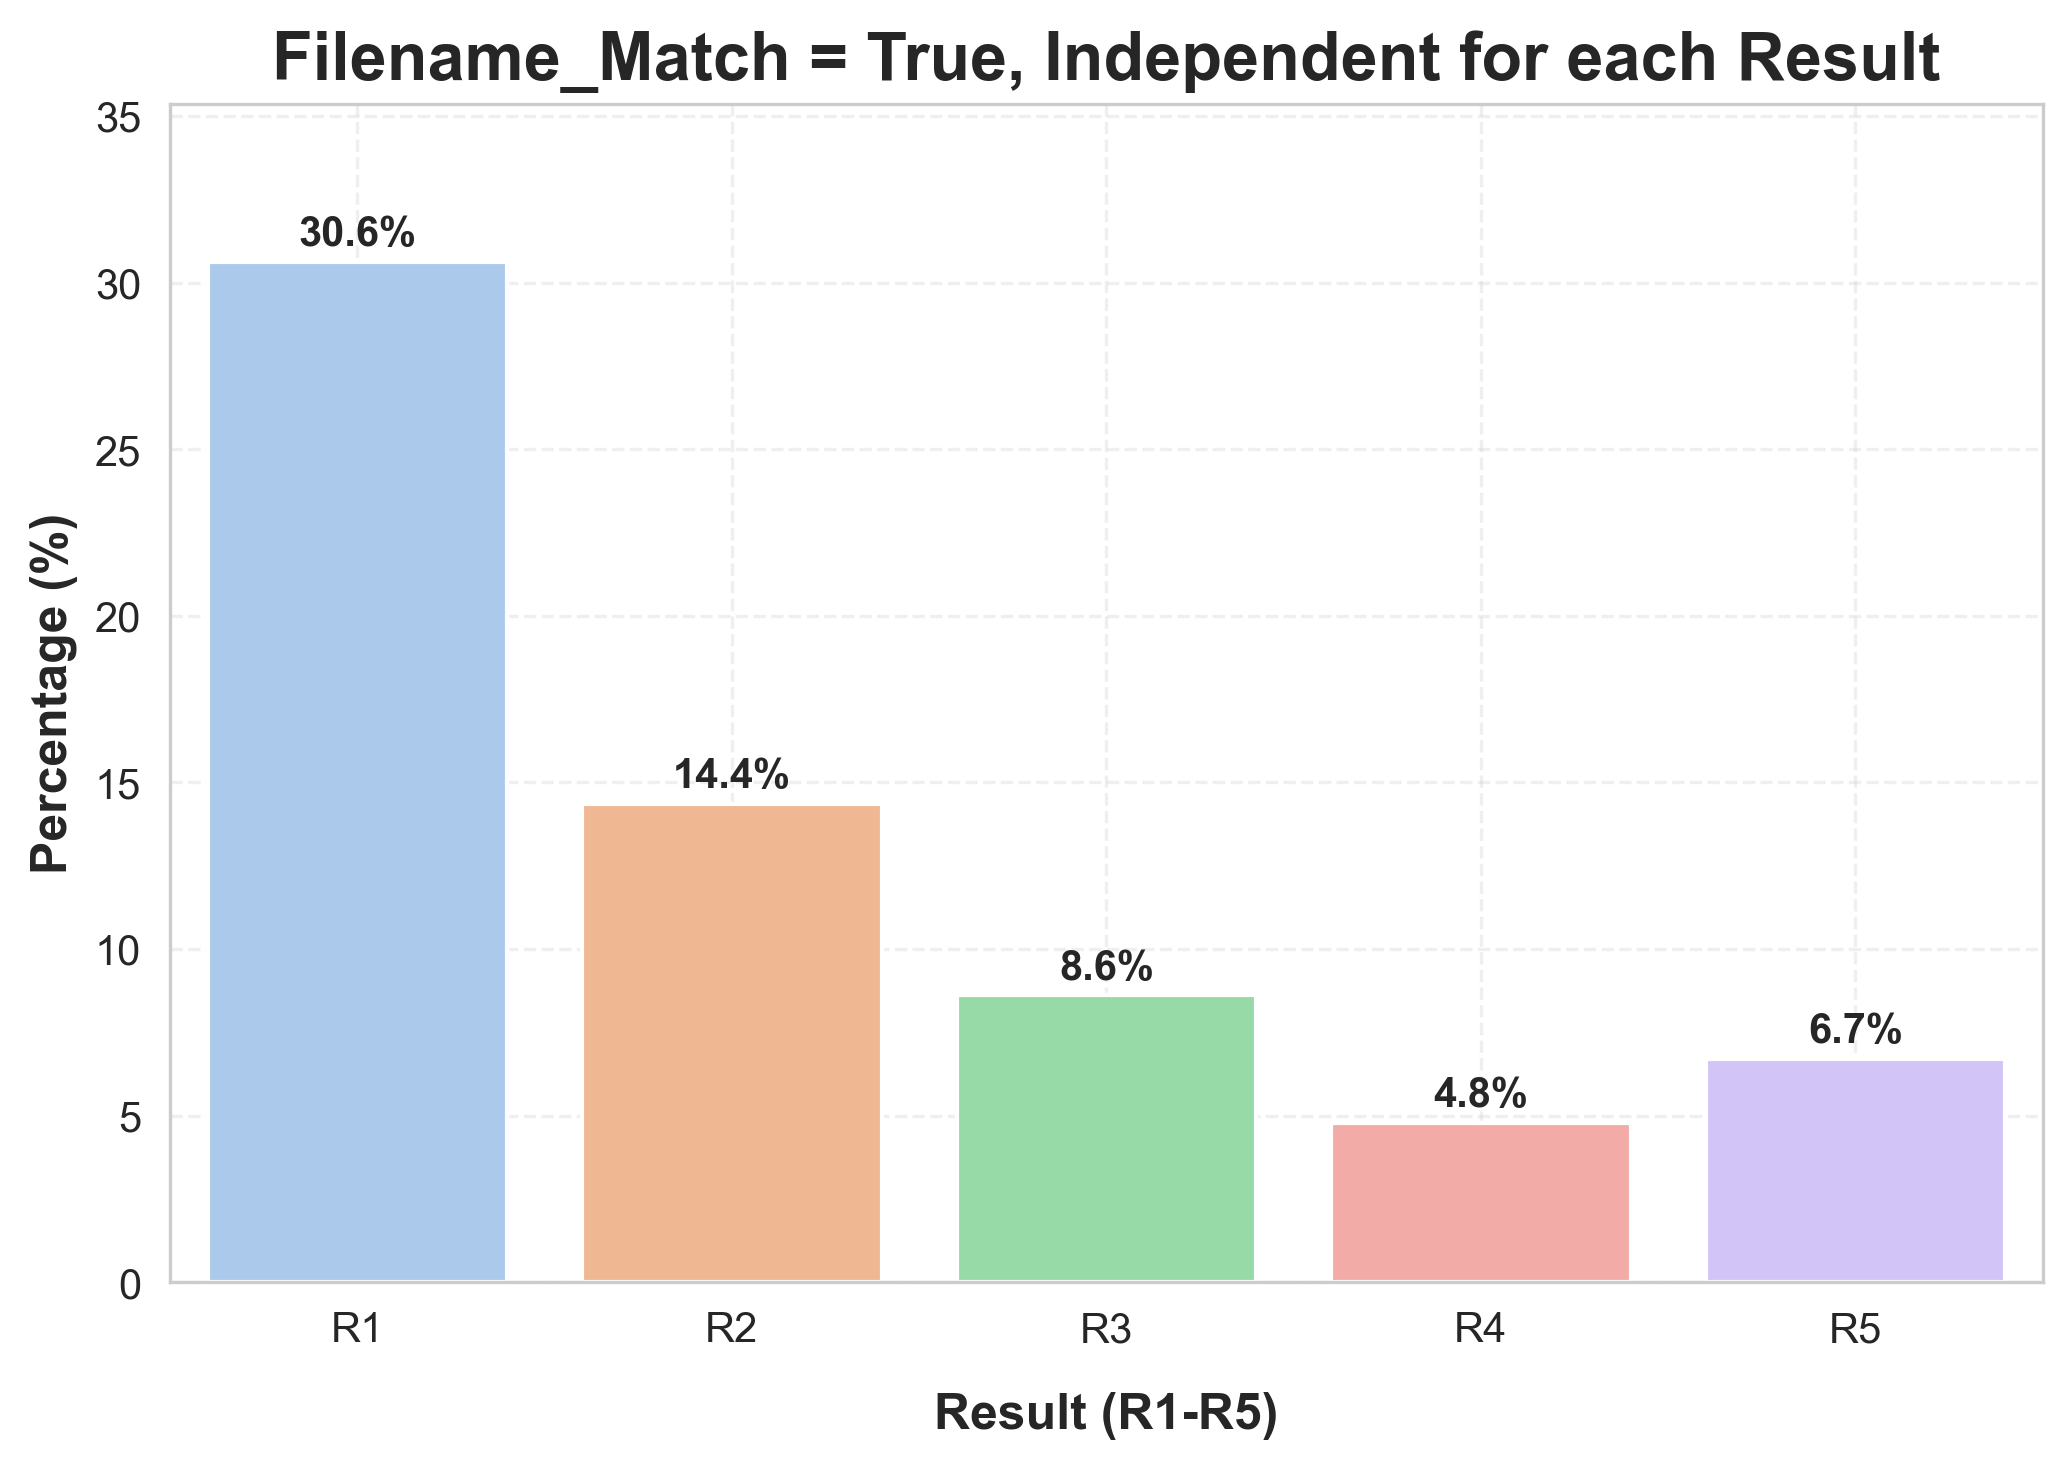 Filename_Match = True, Independent for each Result
35
30
25
20
15
10
5
0
Percentage (%)
30.6%
14.4%
8.6%
4.8%
6.7%
R1
R2
R3
R4
R5
Result (R1-R5)